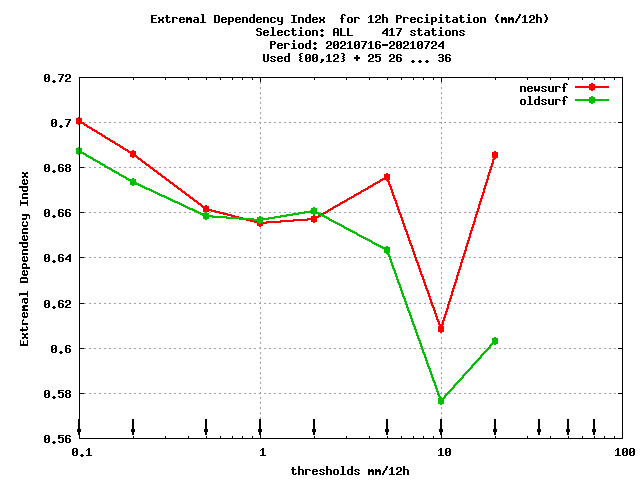 Extremal Dependency Index  for 12h Precipitation (mm/12h)
Selection: ALL    417 stations
Period: 20210716-20210724
Used {00,12} + 25 26 ... 36
newsurf
oldsurf
0.72
0.7
0.68
0.66
0.64
0.62
0.6
0.58
0.56
Extremal Dependency Index
0.1 1 10 100
thresholds mm/12h